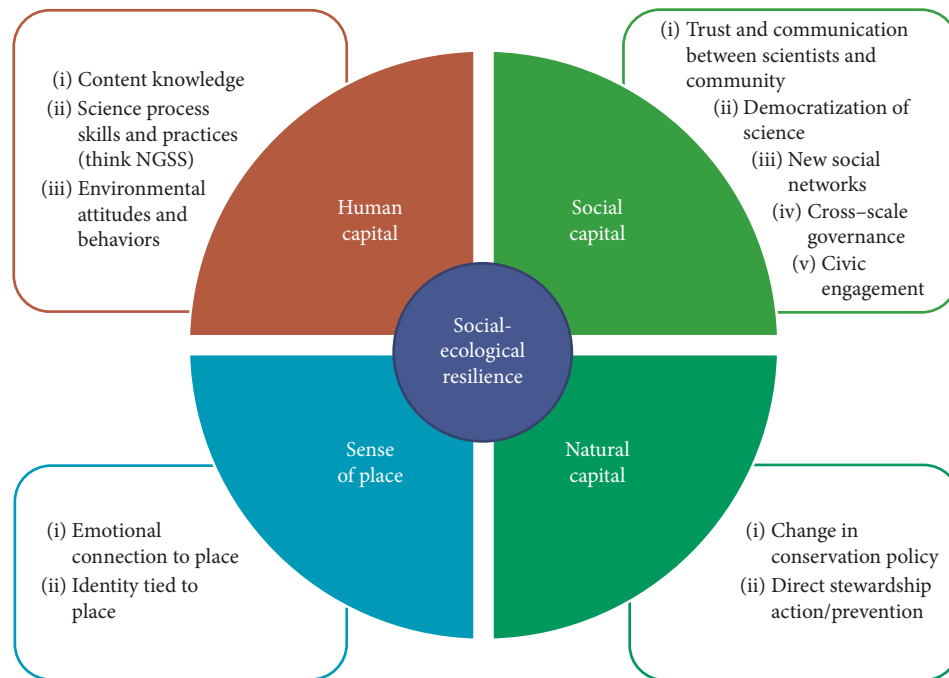 (i) Content knowledge
(ii) Science process
skills and practices
(think NGSS)
(iii) Environmental
attitudes and
behaviors
(i) Trust and communication
between scientists and
community
(ii) Democratization of
science
(iii) New social
networks
(iv) Cross–scale
governance
(v) Civic
engagement
Human
capital
Social
capital
Social-
ecological
resilience
Sense
of place
Natural
capital
(i) Emotional
connection to place
(ii) Identity tied to
place
(i) Change in
conservation policy
(ii) Direct stewardship
action/prevention